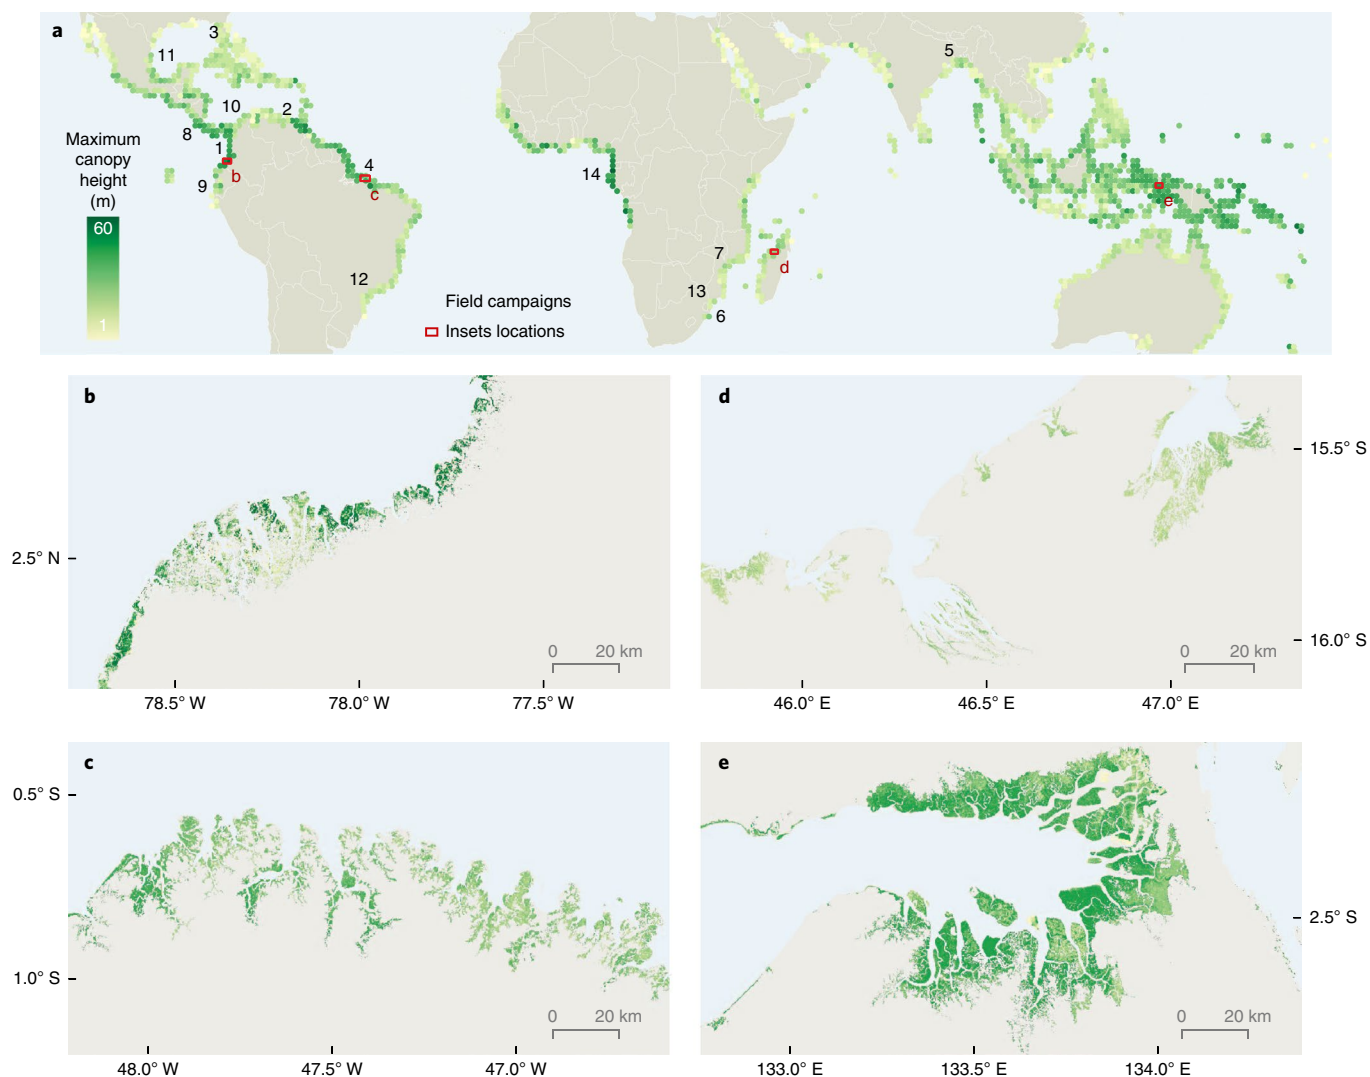 a
3
11
5
10
2
Maximum
canopy
height
(m)
60
1
8
1
b
9
4
c
14
7
d
12
13
6
e
Field campaigns
Insets locations
b
2.5° N
0 20 km
78.5° W 78.0° W 77.5° W
d
15.5° S
16.0° S
0 20 km
46.0° E 46.5° E 47.0° E
c
0.5° S
1.0° S
0 20 km
48.0° W 47.5° W 47.0° W
e
2.5° S
0 20 km
133.0° E 133.5° E 134.0° E